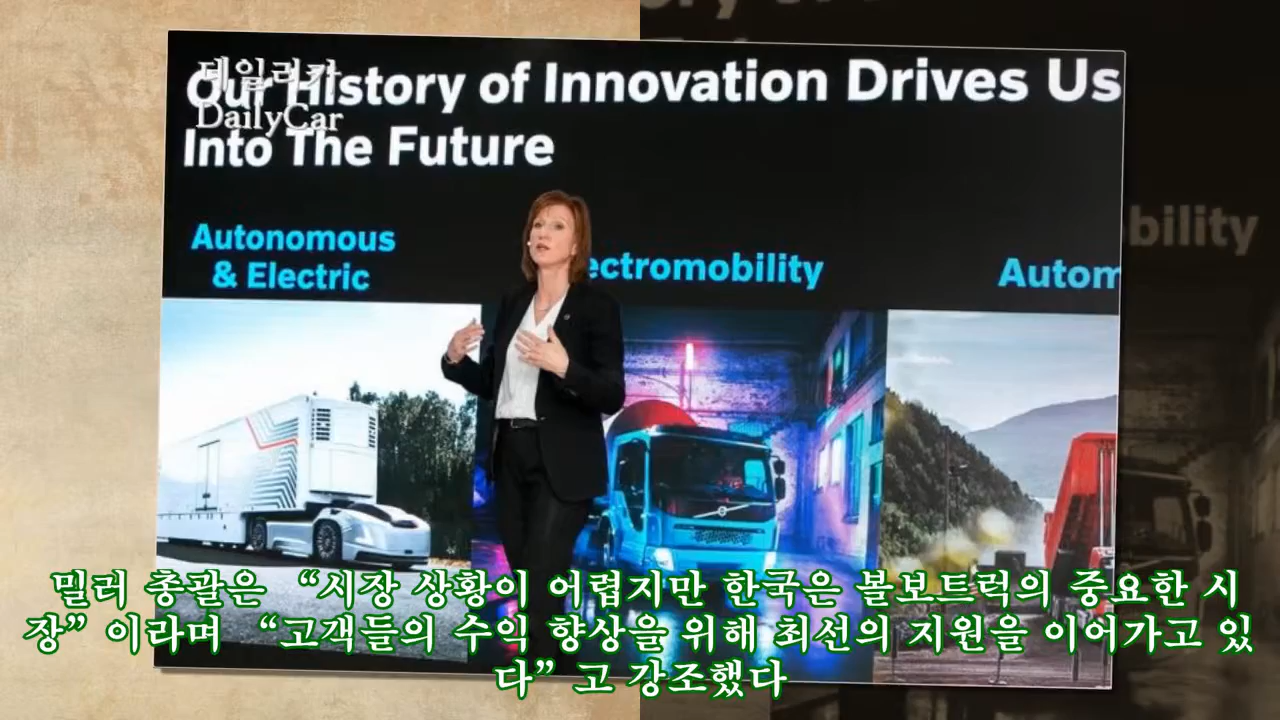 데일리카
DailyCar
Our History of Innovation Drives Us
Into The Future
Autonomous
& Electric
ectromobility
Autom
bility
밀러 총괄은 “시장 상황이 어렵지만 한국은 볼보트럭의 중요한 시
장” 이라며 “고객들의 수익 향상을 위해 최선의 지원을 이어가고 있
다” 고 강조했다